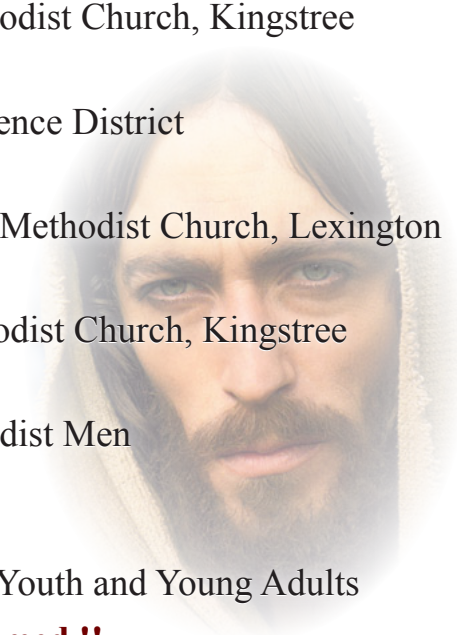 odist Church, Kingstree
ence District
Methodist Church, Lexington
odist Church, Kingstree
dist Men
Youth and Young Adults
!!